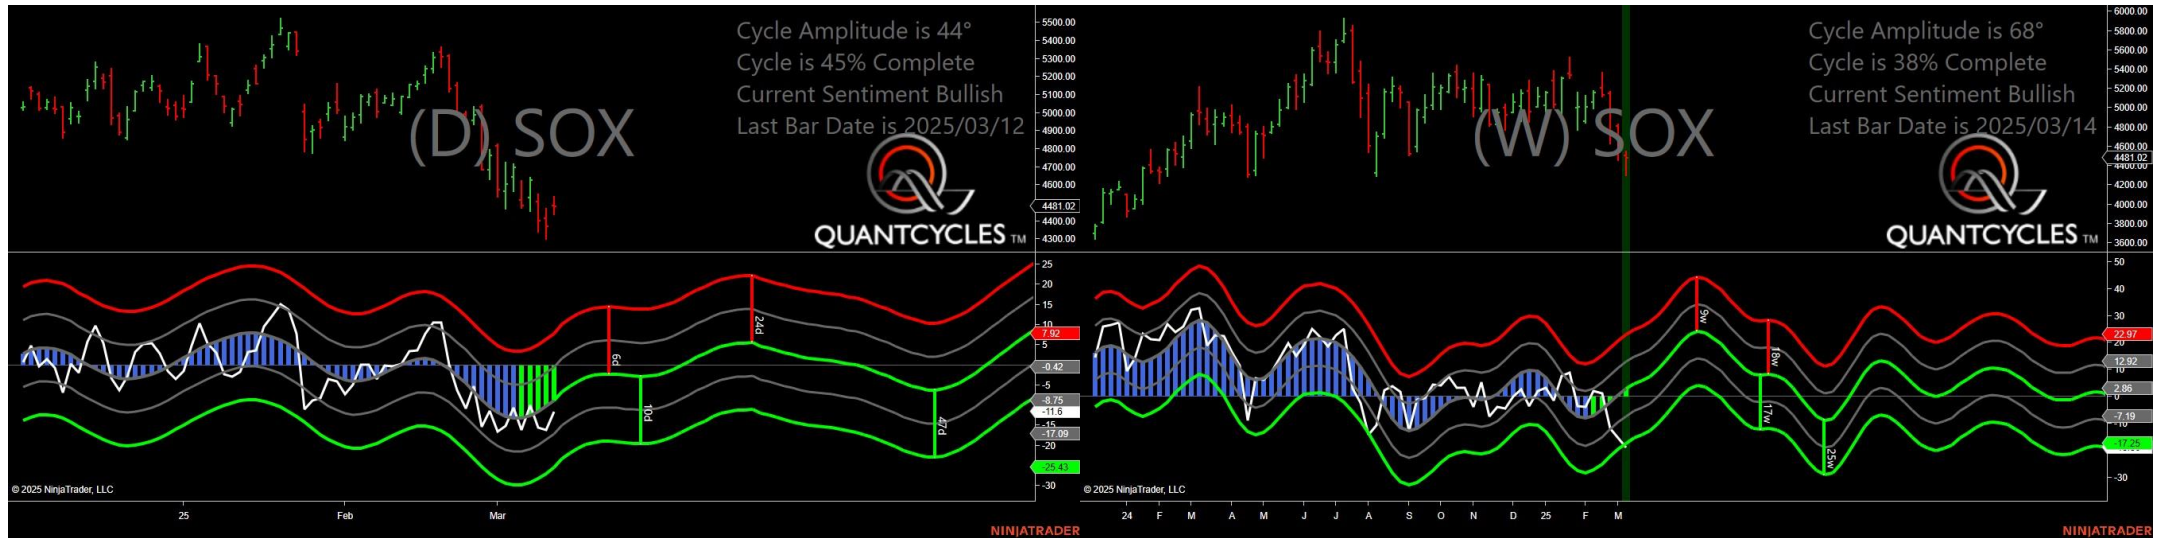 Cycle Amplitude is 44°
Cycle is 45% Complete
Current Sentiment Bullish
Last Bar Date is 2025/03/12
(D) SOX
QUANTCYCLES TM
5500.00
5400.00
5300.00
5200.00
5100.00
5000.00
4900.00
4800.00
4700.00
4600.00
4481.02
4400.00
4300.00
25
20
15
10
7.92
5
-0.42
-5
-8.75
-11.6
-15
-17.09
-20
-25.43
-30
6d
10d
24d
47d
© 2025 NinjaTrader, LLC
25 Feb Mar
NINJATRADER
Cycle Amplitude is 68°
Cycle is 38% Complete
Current Sentiment Bullish
Last Bar Date is 2025/03/14
(W) SOX
QUANTCYCLES TM
6000.00
5800.00
5600.00
5400.00
5200.00
5000.00
4800.00
4600.00
4481.02
4400.00
4200.00
4000.00
3800.00
3600.00
50
40
30
22.97
20
12.92
10
2.86
0
-7.19
-10
-17.25
-30
9w
18w
17w
25w
© 2025 NinjaTrader, LLC
24 F M A M J J A S O N D 25 F M
NINJATRADER